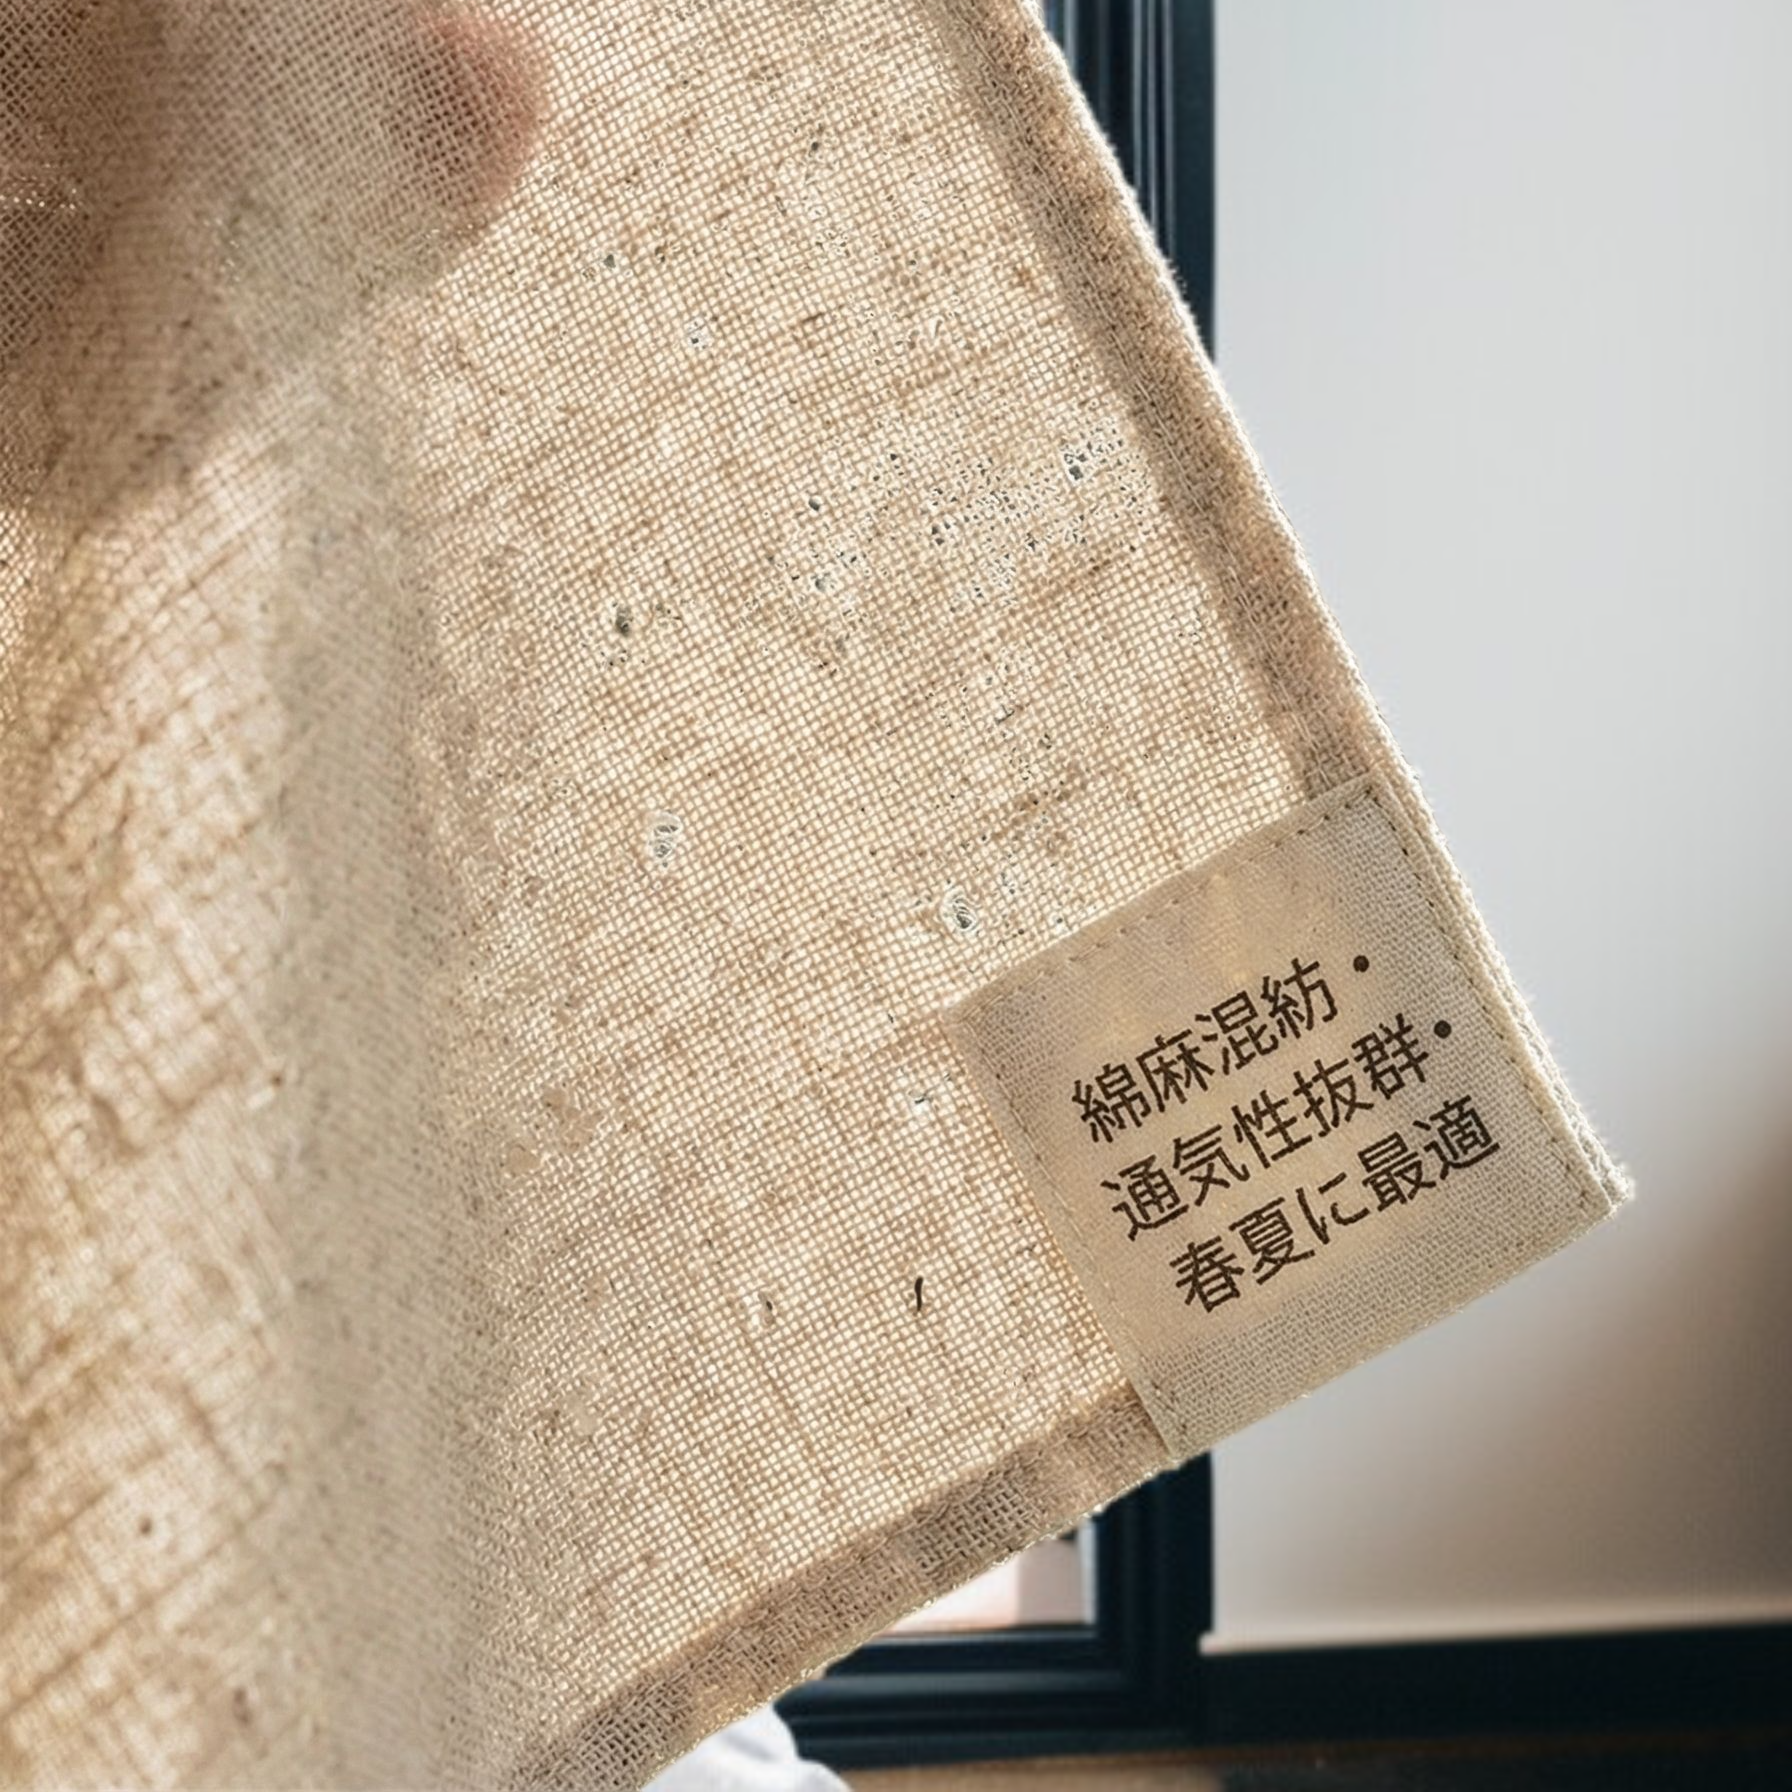 綿麻混紡・
通気性抜群・
春夏に最適